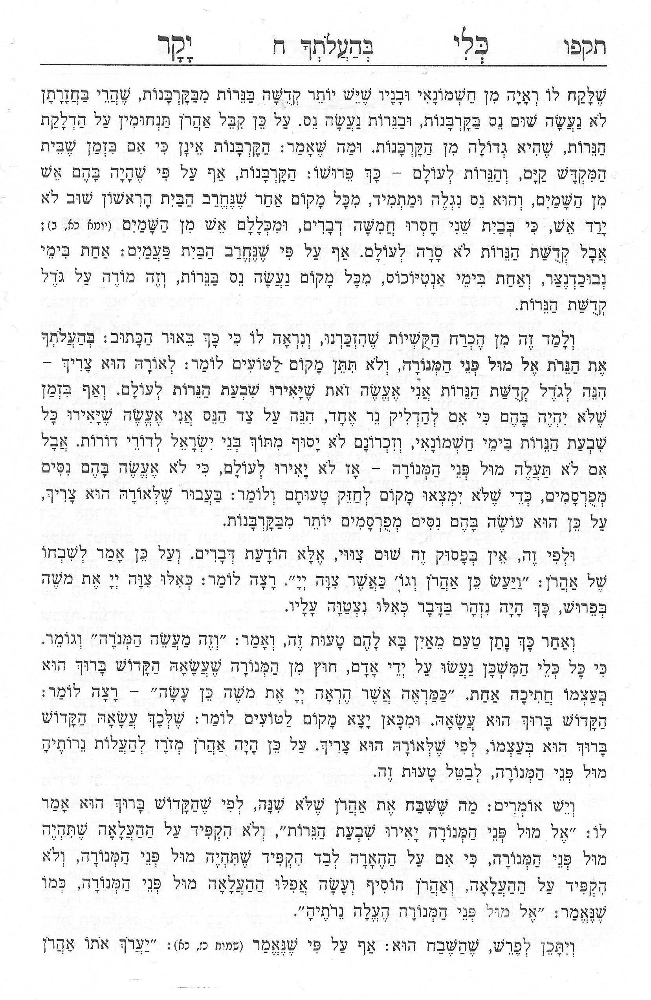 תקפו כְּלִי בְּהַעֲלֹתְךָ ח יָקָר
שֶׁלָּקַח לוֹ רְאָיָה מִן חַשְׁמוֹנָאִי וּבָנָיו שֶׁיֵּשׁ יוֹתֵר קְדֻשָּׁה בַּנֵּרוֹת מִבַּקָּרְבָּנוֹת, שֶׁהֲרֵי בַּחֲזָרָתָן
לֹא נַעֲשָׂה שׁוּם נֵס בַּקָּרְבָּנוֹת, וּבַנֵּרוֹת נַעֲשָׂה נֵס. עַל כֵּן קִבֵּל אַהֲרֹן תַּנְחוּמִין עַל הַדְלָקַת
הַנֵּרוֹת, שֶׁהִיא גְדוֹלָה מִן הַקָּרְבָּנוֹת. וּמַה שֶּׁאָמַר: הַקָּרְבָּנוֹת אֵינָן כִּי אִם בִּזְמַן שֶׁבֵּית
הַמִּקְדָּשׁ קַיָּם, וְהַנֵּרוֹת לְעוֹלָם – כָּךְ פֵּרוּשׁוֹ: הַקָּרְבָּנוֹת, אַף עַל פִּי שֶׁהָיָה בָּהֶם אֵשׁ
מִן הַשָּׁמַיִם, וְהוּא נֵס נִגְלֶה וּמַתְמִיד, מִכָּל מָקוֹם אַחַר שֶׁנֶּחֱרַב הַבַּיִת הָרִאשׁוֹן שׁוּב לֹא
יָרַד אֵשׁ, כִּי בְּבַיִת שֵׁנִי חָסְרוּ חֲמִשָּׁה דְבָרִים, וּמִכְּלָלָם אֵשׁ מִן הַשָּׁמַיִם (יומא כא, ב);
אֲבָל קְדֻשַּׁת הַנֵּרוֹת לֹא סָרָה לְעוֹלָם. אַף עַל פִּי שֶׁנֶּחֱרַב הַבַּיִת פַּעֲמַיִם: אַחַת בִּימֵי
נְבוּכַדְנֶצַּר, וְאַחַת בִּימֵי אַנְטִיּוֹכוֹס, מִכָּל מָקוֹם נַעֲשָׂה נֵס בַּנֵּרוֹת, וְזֶה מוֹרֶה עַל גֹּדֶל
קְדֻשַּׁת הַנֵּרוֹת.
וְלָמַד זֶה מִן הֶכְרַח הַקֻּשְׁיוֹת שֶׁהִזְכַּרְנוּ, וְנִרְאָה לוֹ כִּי כָּךְ בֵּאוּר הַכָּתוּב: בְּהַעֲלֹתְךָ
אֶת הַנֵּרֹת אֶל מוּל פְּנֵי הַמְּנוֹרָה, וְלֹא תִּתֵּן מָקוֹם לַטּוֹעִים לוֹמַר: לְאוֹרָהּ הוּא צָרִיךְ –
הִנֵּה לְגֹדֶל קְדֻשַּׁת הַנֵּרוֹת אֲנִי אֶעֱשֶׂה זֹאת שֶׁיָּאִירוּ שִׁבְעַת הַנֵּרוֹת לְעוֹלָם. וְאַף בִּזְמַן
שֶׁלֹּא יִהְיֶה בָּהֶם כִּי אִם לְהַדְלִיק נֵר אֶחָד, הִנֵּה עַל צַד הַנֵּס אֲנִי אֶעֱשֶׂה שֶׁיָּאִירוּ כָּל
שִׁבְעַת הַנֵּרוֹת בִּימֵי חַשְׁמוֹנָאִי, וְזִכְרוֹנָם לֹא יָסוּף מִתּוֹךְ בְּנֵי יִשְׂרָאֵל לְדוֹרֵי דוֹרוֹת. אֲבָל
אִם לֹא תַּעֲלֶה מוּל פְּנֵי הַמְּנוֹרָה – אָז לֹא יָאִירוּ לְעוֹלָם, כִּי לֹא אֶעֱשֶׂה בָּהֶם נִסִּים
מְפֻרְסָמִים, כְּדֵי שֶׁלֹּא יִמְצְאוּ מָקוֹם לְחַזֵּק טָעוּתָם וְלוֹמַר: בַּעֲבוּר שֶׁלְּאוֹרָהּ הוּא צָרִיךְ,
עַל כֵּן הוּא עוֹשֶׂה בָּהֶם נִסִּים מְפֻרְסָמִים יוֹתֵר מִבַּקָּרְבָּנוֹת.
וּלְפִי זֶה, אֵין בְּפָסוּק זֶה שׁוּם צִוּוּי, אֶלָּא הוֹדָעַת דְּבָרִים. וְעַל כֵּן אָמַר לְשִׁבְחוֹ
שֶׁל אַהֲרֹן: "וַיַּעַשׂ כֵּן אַהֲרֹן וְגוֹ' כַּאֲשֶׁר צִוָּה יְיָ". רָצָה לוֹמַר: כְּאִלּוּ צִוָּה יְיָ אֶת משֶׁה
בְּפֵרוּשׁ, כָּךְ הָיָה נִזְהָר בַּדָּבָר כְּאִלּוּ נִצְטַוָּה עָלָיו.
וְאַחַר כָּךְ נָתַן טַעַם מֵאַיִן בָּא לָהֶם טָעוּת זֶה, וְאָמַר: "וְזֶה מַעֲשֵׂה הַמְּנֹרָה" וְגוֹמֵר.
כִּי כָּל כְּלֵי הַמִּשְׁכָּן נַעֲשׂוּ עַל יְדֵי אָדָם, חוּץ מִן הַמְּנוֹרָה שֶׁעֲשָׂאָהּ הַקָּדוֹשׁ בָּרוּךְ הוּא
בְּעַצְמוֹ חֲתִיכָה אַחַת. "כַּמַּרְאֶה אֲשֶׁר הֶרְאָה יְיָ אֶת משֶׁה כֵּן עָשָׂה" – רָצָה לוֹמַר:
הַקָּדוֹשׁ בָּרוּךְ הוּא עֲשָׂאָהּ. וּמִכָּאן יָצָא מָקוֹם לַטּוֹעִים לוֹמַר: שֶׁלְּכָךְ עֲשָׂאָהּ הַקָּדוֹשׁ
בָּרוּךְ הוּא בְּעַצְמוֹ, לְפִי שֶׁלְּאוֹרָהּ הוּא צָרִיךְ. עַל כֵּן הָיָה אַהֲרֹן מְזֹרָז לְהַעֲלוֹת נֵרוֹתֶיהָ
מוּל פְּנֵי הַמְּנוֹרָה, לְבַטֵּל טָעוּת זֶה.
וְיֵשׁ אוֹמְרִים: מַה שֶּׁשִּׁבַּח אֶת אַהֲרֹן שֶׁלֹּא שִׁנָּה, לְפִי שֶׁהַקָּדוֹשׁ בָּרוּךְ הוּא אָמַר
לוֹ: "אֶל מוּל פְּנֵי הַמְּנוֹרָה יָאִירוּ שִׁבְעַת הַנֵּרוֹת", וְלֹא הִקְפִּיד עַל הַהַעֲלָאָה שֶׁתִּהְיֶה
מוּל פְּנֵי הַמְּנוֹרָה, כִּי אִם עַל הַהֶאָרָה לְבַד הִקְפִּיד שֶׁתִּהְיֶה מוּל פְּנֵי הַמְּנוֹרָה, וְלֹא
הִקְפִּיד עַל הַהַעֲלָאָה, וְאַהֲרֹן הוֹסִיף וְעָשָׂה אֲפִלּוּ הַהַעֲלָאָה מוּל פְּנֵי הַמְּנוֹרָה, כְּמוֹ
שֶׁנֶּאֱמַר: "אֶל מוּל פְּנֵי הַמְּנוֹרָה הֶעֱלָה נֵרֹתֶיהָ".
וְיִתָּכֵן לְפָרֵשׁ, שֶׁהַשֶּׁבַח הוּא: אַף עַל פִּי שֶׁנֶּאֱמַר (שמות כז, כא): "יַעֲרֹךְ אֹתוֹ אַהֲרֹן